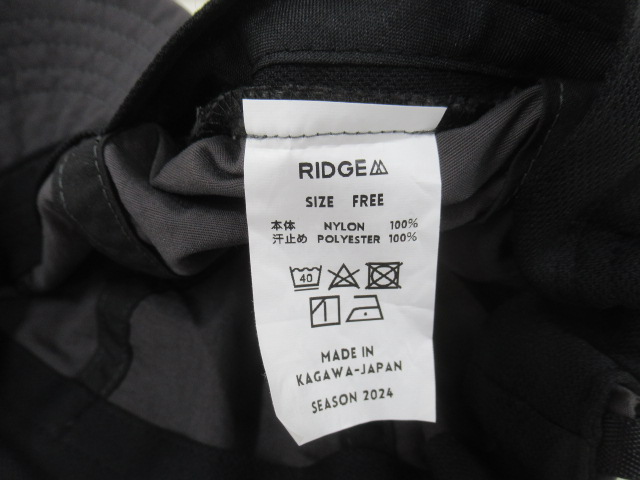 RIDGE
SIZE FREE
本体 NYLON 100%
汗止め POLYESTER 100%
40
MADE IN
KAGAWA-JAPAN
SEASON 2024